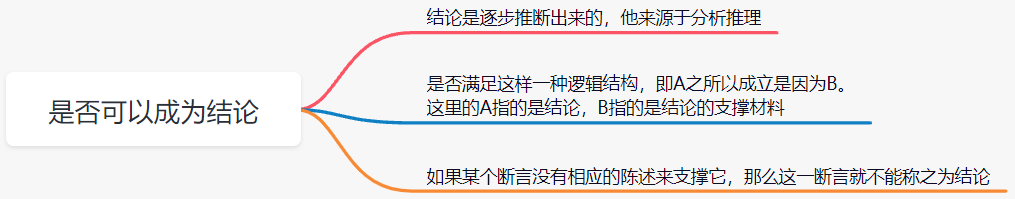 是否可以成为结论
结论是逐步推断出来的，他来源于分析推理
是否满足这样一种逻辑结构，即A之所以成立是因为B。
这里的A指的是结论，B指的是结论的支撑材料
如果某个断言没有相应的陈述来支撑它，那么这一断言就不能称之为结论